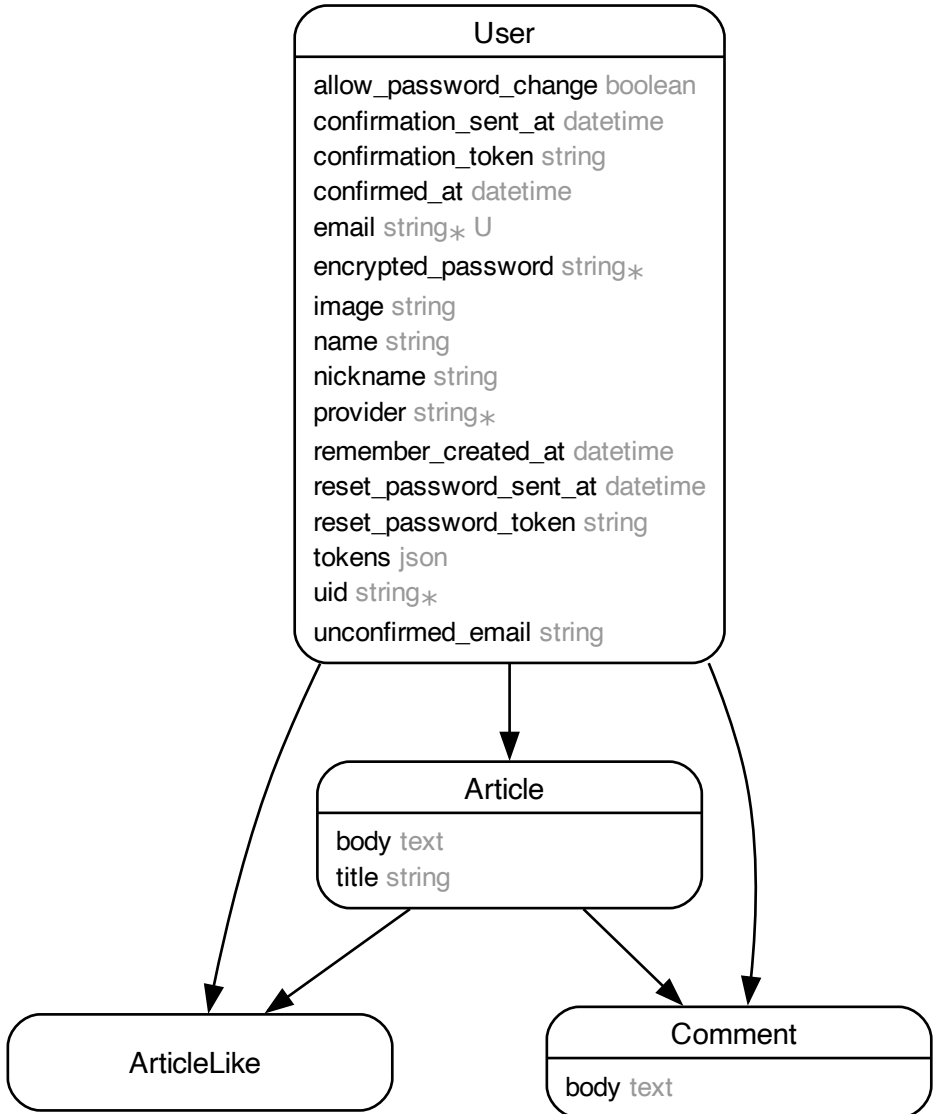 User
allow_password_change boolean
confirmation_sent_at datetime
confirmation_token string
confirmed_at datetime
email string* U
encrypted_password string*
image string
name string
nickname string
provider string*
remember_created_at datetime
reset_password_sent_at datetime
reset_password_token string
tokens json
uid string*
unconfirmed_email string
Article
body text
title string
ArticleLike
Comment
body text